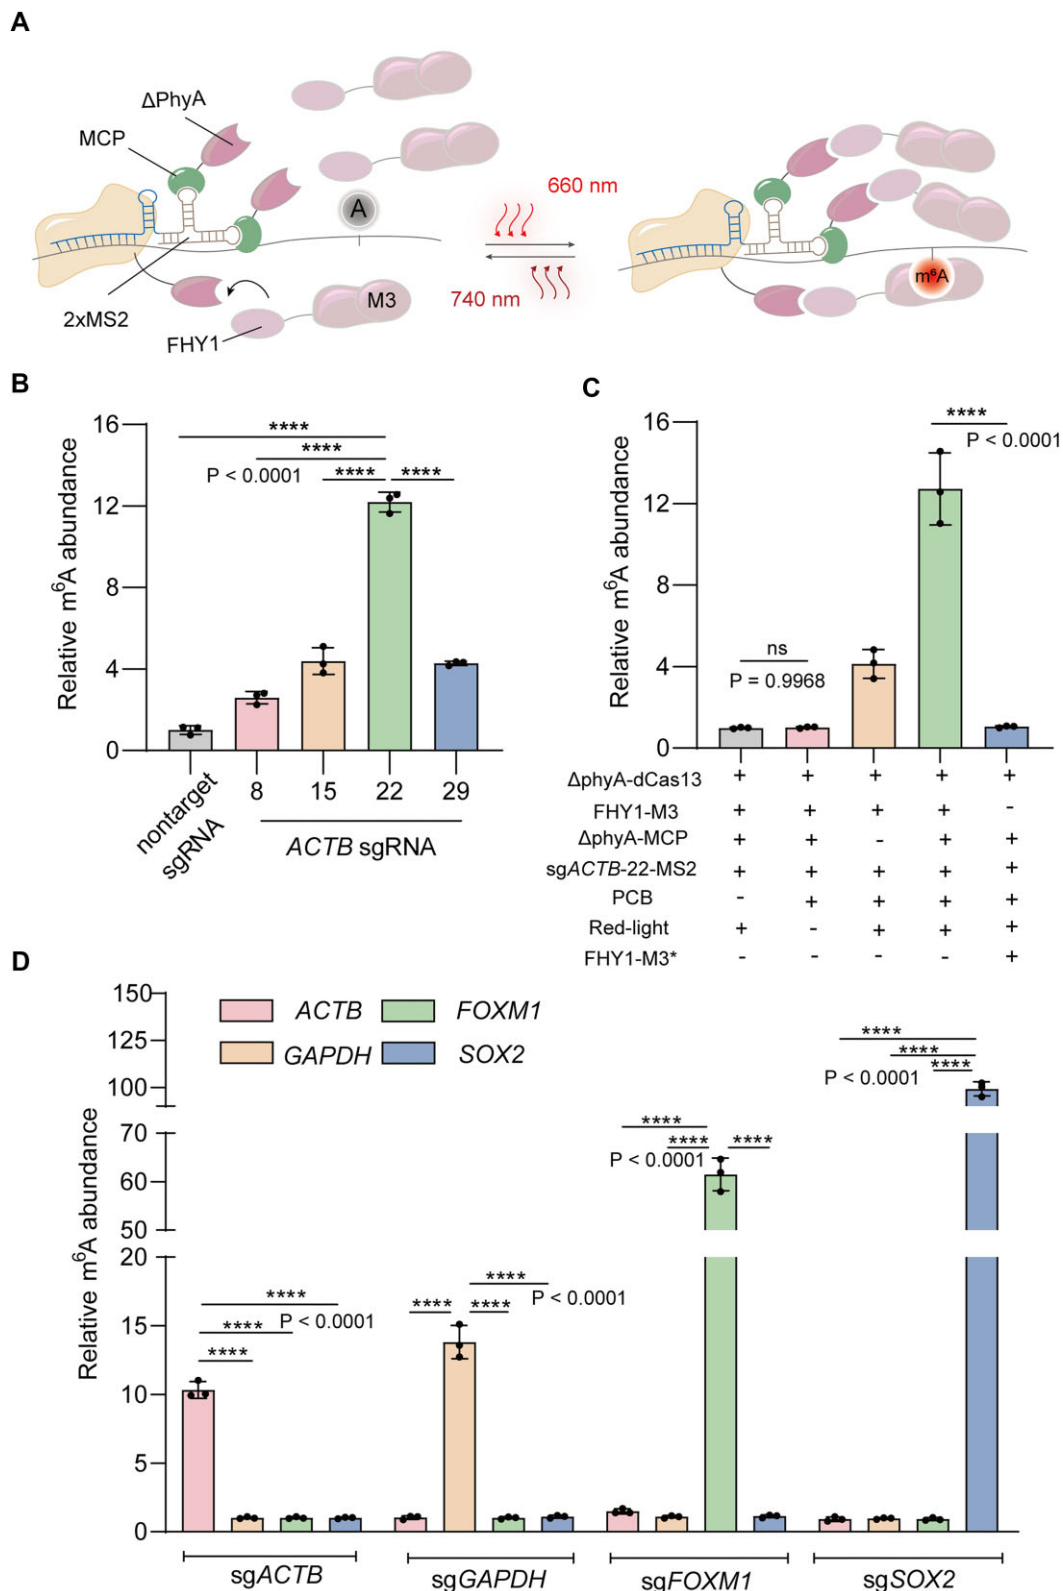 A
ΔPhyA
MCP
A
660 nm
740 nm
2xMS2
FHY1
M3
m⁶A
B
Relative m⁶A abundance
16
12
8
4
0
****
****
P < 0.0001
****
****
nontarget
sgRNA
8
15
22
29
ACTB sgRNA
C
Relative m⁶A abundance
16
12
8
4
0
****
P < 0.0001
ns
P = 0.9968
ΔphyA-dCas13 + + + + +
FHY1-M3 + + + + -
ΔphyA-MCP + + - + +
sgACTB-22-MS2 + + + + +
PCB - + + + +
Red-light + - + + +
FHY1-M3* - - - - +
D
Relative m⁶A abundance
150
125
100
70
60
50
20
15
10
5
0
ACTB
FOXM1
GAPDH
SOX2
****
****
P < 0.0001
****
****
P < 0.0001
****
****
****
P < 0.0001
****
****
****
****
P < 0.0001
****
sgACTB
sgGAPDH
sgFOXM1
sgSOX2